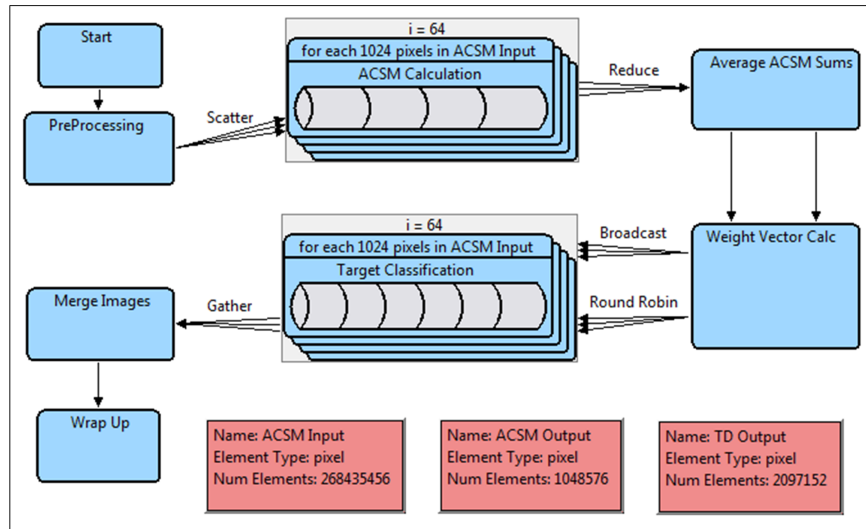 Start
PreProcessing
Scatter
i = 64
for each 1024 pixels in ACSM Input
ACSM Calculation
Reduce
Average ACSM Sums
Weight Vector Calc
Broadcast
Round Robin
i = 64
for each 1024 pixels in ACSM Input
Target Classification
Gather
Merge Images
Wrap Up
Name: ACSM Input
Element Type: pixel
Num Elements: 268435456
Name: ACSM Output
Element Type: pixel
Num Elements: 1048576
Name: TD Output
Element Type: pixel
Num Elements: 2097152